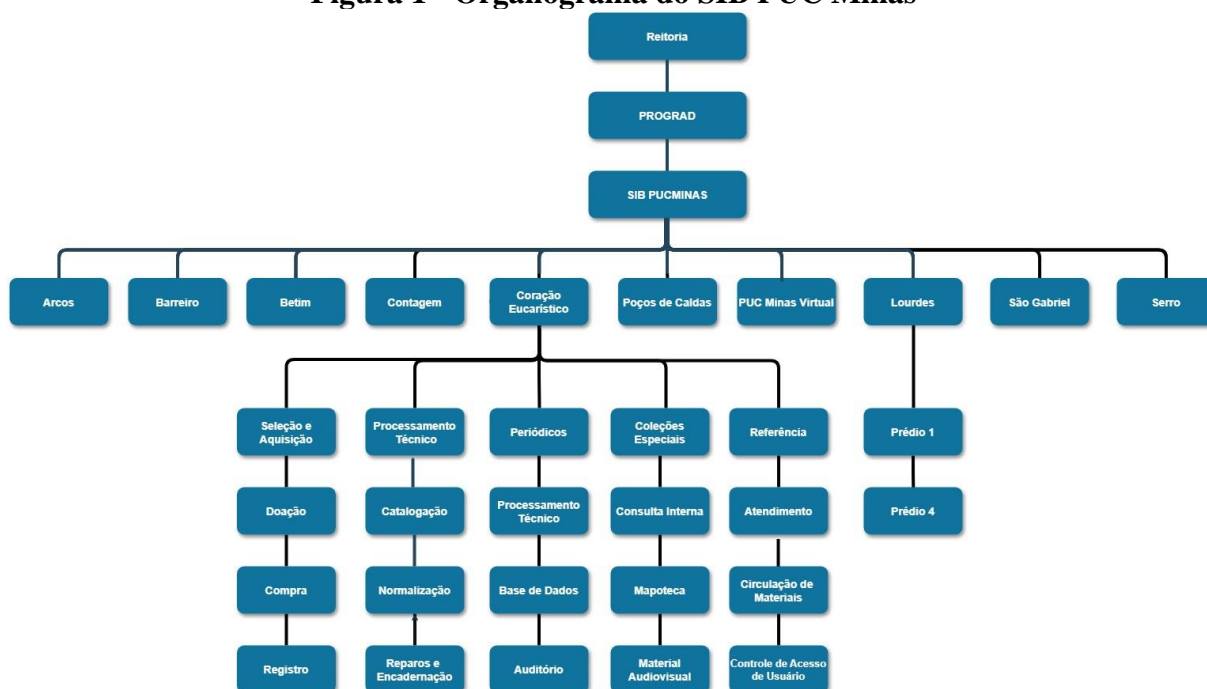 Figura 1 - Organograma do SIB PUC Minas
Reitoria
PROGRAD
SIB PUCMINAS
Arcos
Barreiro
Betim
Contagem
Coração
Eucarístico
Poços de Caldas
PUC Minas Virtual
Lourdes
São Gabriel
Serro
Seleção e
Aquisição
Processamento
Técnico
Periódicos
Coleções
Especiais
Referência
Prédio 1
Doação
Catalogação
Processamento
Técnico
Consulta Interna
Atendimento
Prédio 4
Compra
Normalização
Base de Dados
Mapoteca
Circulação de
Materiais
Registro
Reparos e
Encadernação
Auditório
Material
Audiovisual
Controle de Acesso
de Usuário